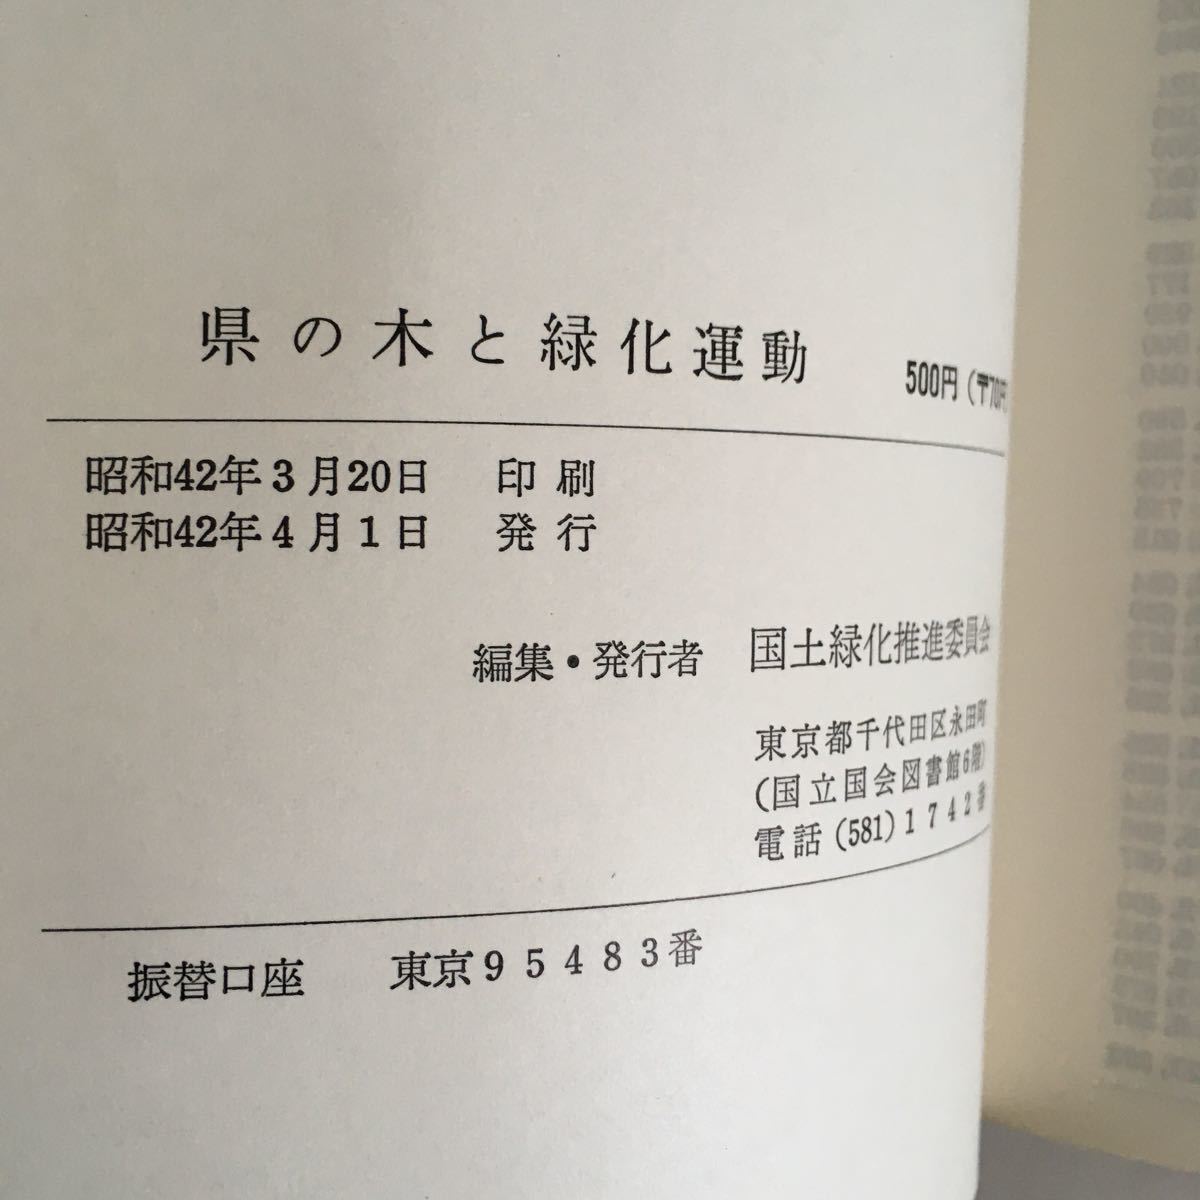 県の木と緑化運動 500円（〒70円）
昭和42年3月20日 印刷
昭和42年4月1日 発行
編集・発行者 国土緑化推進委員会
東京都千代田区永田町
（国立国会図書館6階）
電話（581）1742番
振替口座 東京95483番